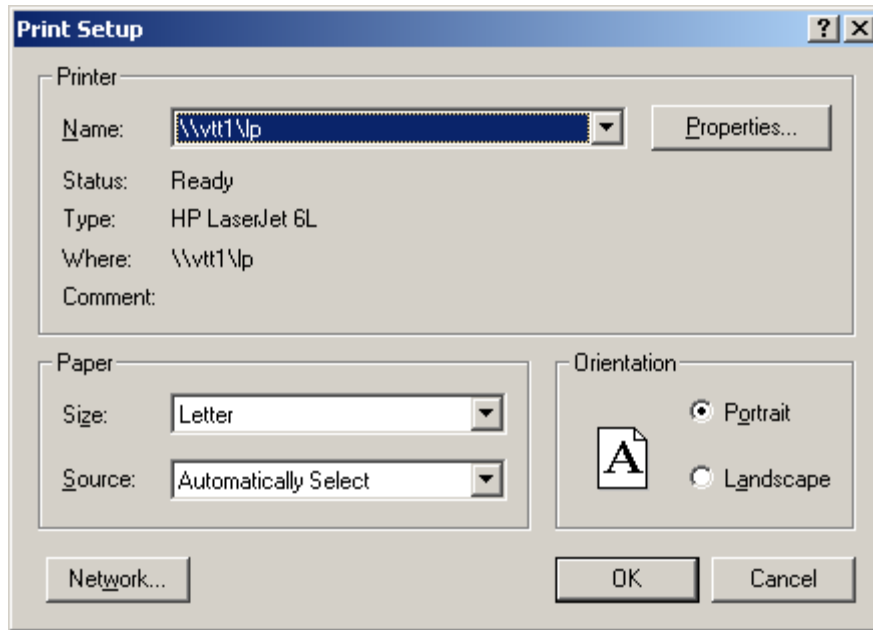 Print Setup
Printer
Name: \\vtt1\lp Properties...
Status: Ready
Type: HP LaserJet 6L
Where: \\vtt1\lp
Comment:
Paper
Size: Letter
Source: Automatically Select
Orientation
A
Portrait
Landscape
Network... OK Cancel